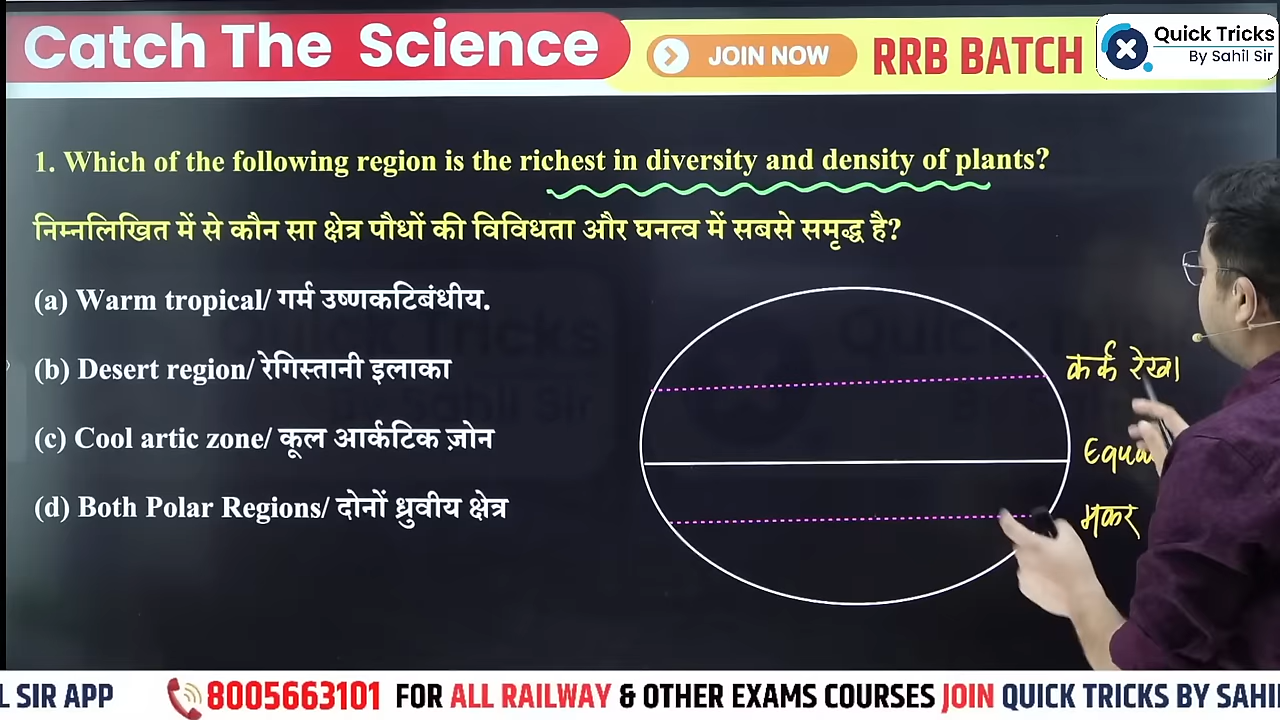 Catch The Science
JOIN NOW
RRB BATCH
Quick Tricks
By Sahil Sir
1. Which of the following region is the richest in diversity and density of plants?
निम्नलिखित में से कौन सा क्षेत्र पौधों की विविधता और घनत्व में सबसे समृद्ध है?
(a) Warm tropical/ गर्म उष्णकटिबंधीय.
(b) Desert region/ रेगिस्तानी इलाका
(c) Cool artic zone/ कूल आर्कटिक ज़ोन
(d) Both Polar Regions/ दोनों ध्रुवीय क्षेत्र
कर्क रेखा
मकर
L SIR APP
8005663101 FOR ALL RAILWAY & OTHER EXAMS COURSES JOIN QUICK TRICKS BY SAHI